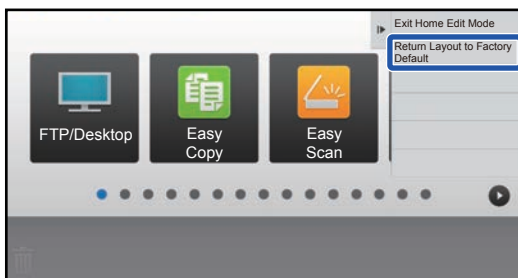 Exit Home Edit Mode
Return Layout to Factory
Default
FTP/Desktop
Easy
Copy
Easy
Scan